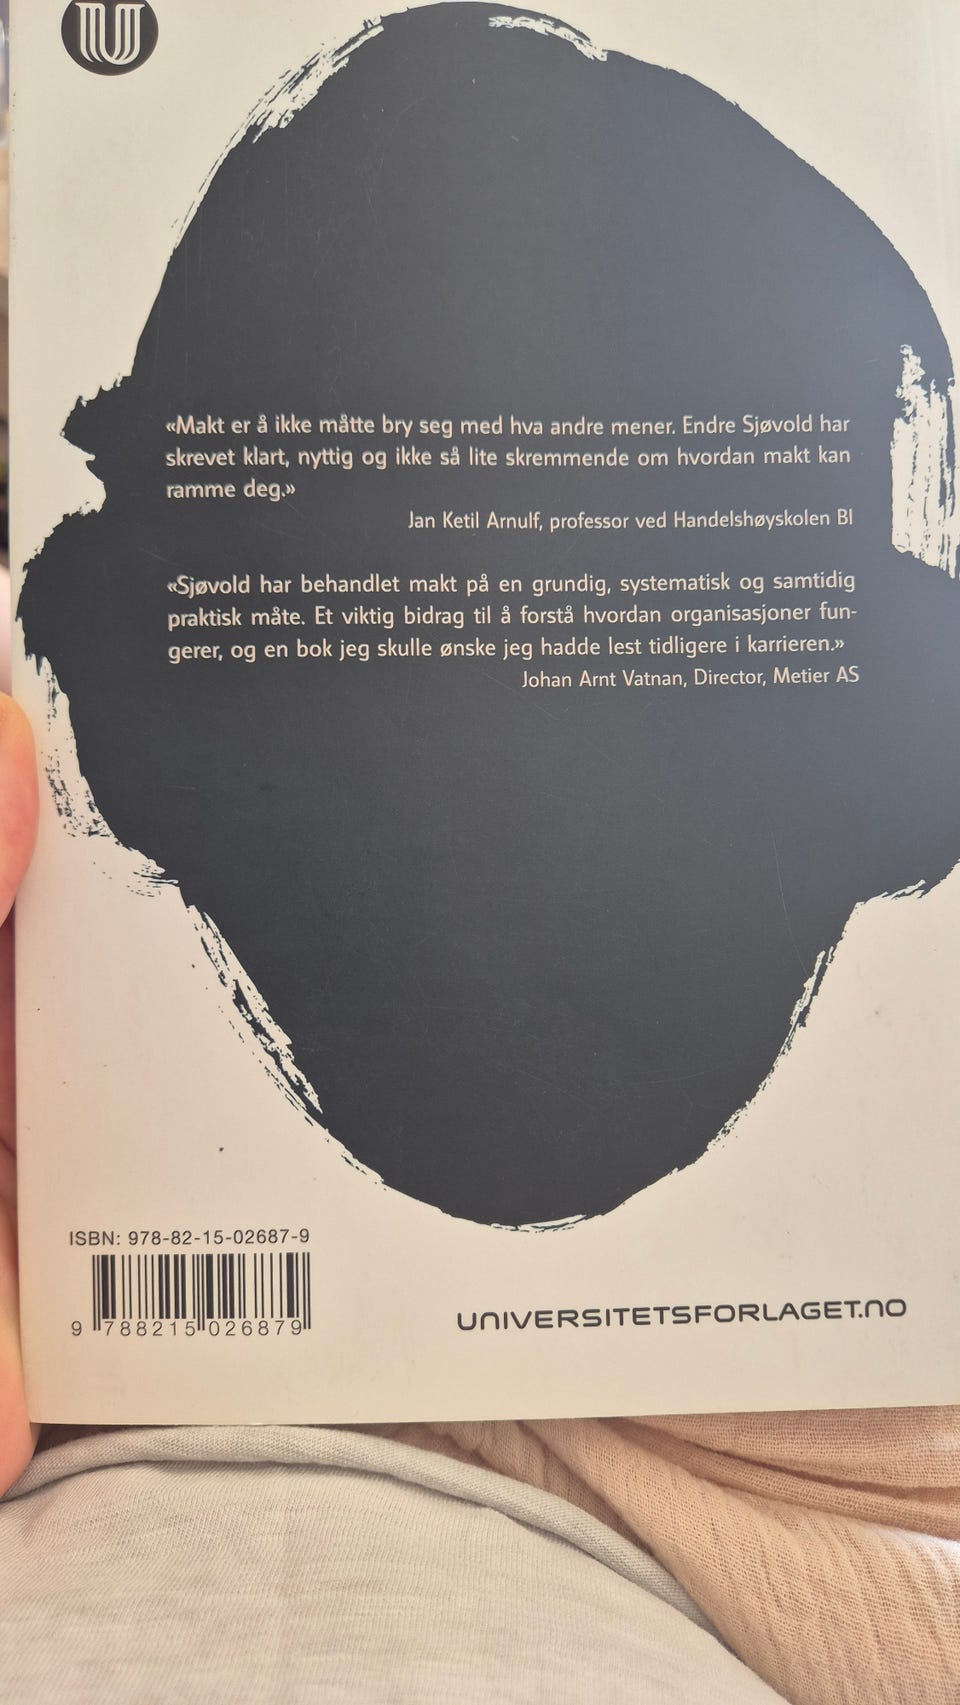 U
«Makt er å ikke måtte bry seg med hva andre mener. Endre Sjøvold har
skrevet klart, nyttig og ikke så lite skremmende om hvordan makt kan
ramme deg.»
Jan Ketil Arnulf, professor ved Handelshøyskolen BI
«Sjøvold har behandlet makt på en grundig, systematisk og samtidig
praktisk måte. Et viktig bidrag til å forstå hvordan organisasjoner fun-
gerer, og en bok jeg skulle ønske jeg hadde lest tidligere i karrieren.»
Johan Arnt Vatnan, Director, Metier AS
ISBN: 978-82-15-02687-9
9 788215 026879
UNIVERSITETSFORLAGET.NO